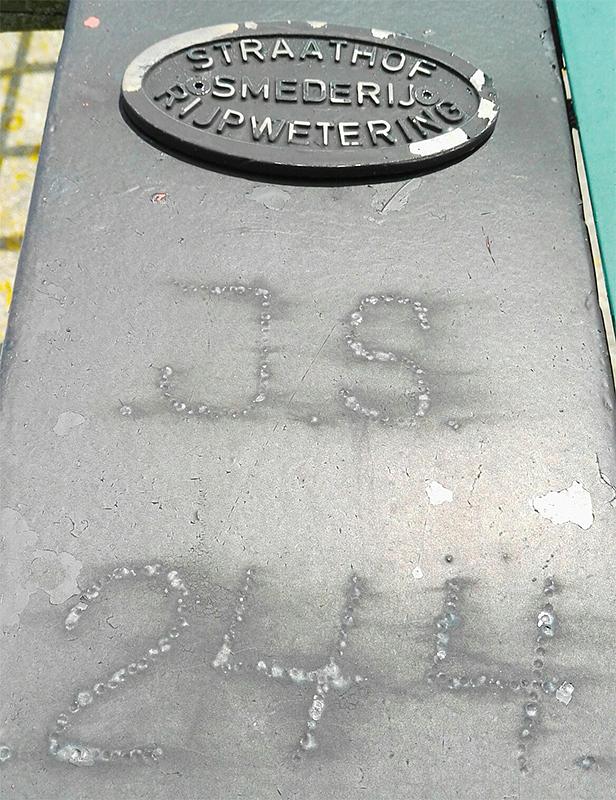 STRAATHOF
SMEDERIJ
RIJPWETERING
J.S.
244